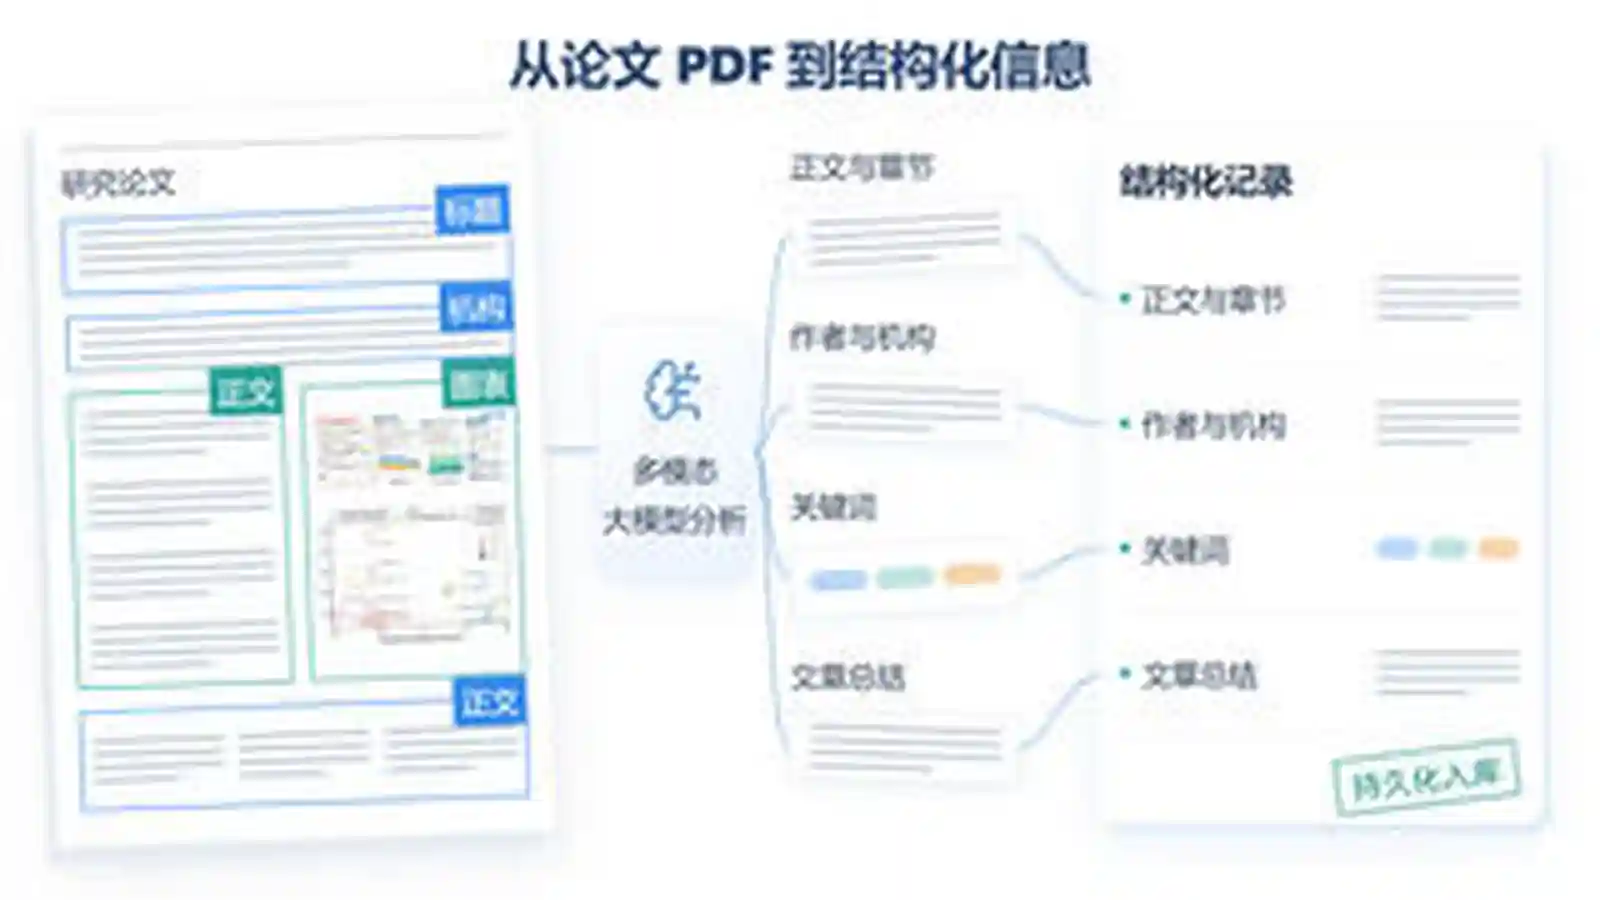 从论文 PDF 到结构化信息
研究论文
标题
机构
正文
图表
正文
多模态
大模型分析
正文与章节
作者与机构
关键词
文章总结
结构化记录
正文与章节
作者与机构
关键词
文章总结
持久化入库